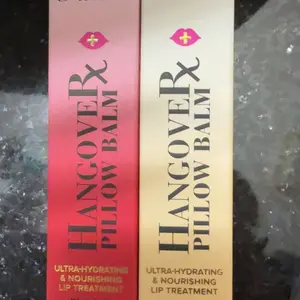 HANGOVERX
PILLOW BALM
ULTRA-HYDRATING
& NOURISHING
LIP TREATMENT
HANGOVERX
PILLOW BALM
ULTRA-HYDRATING
& NOURISHING
LIP TREATMENT